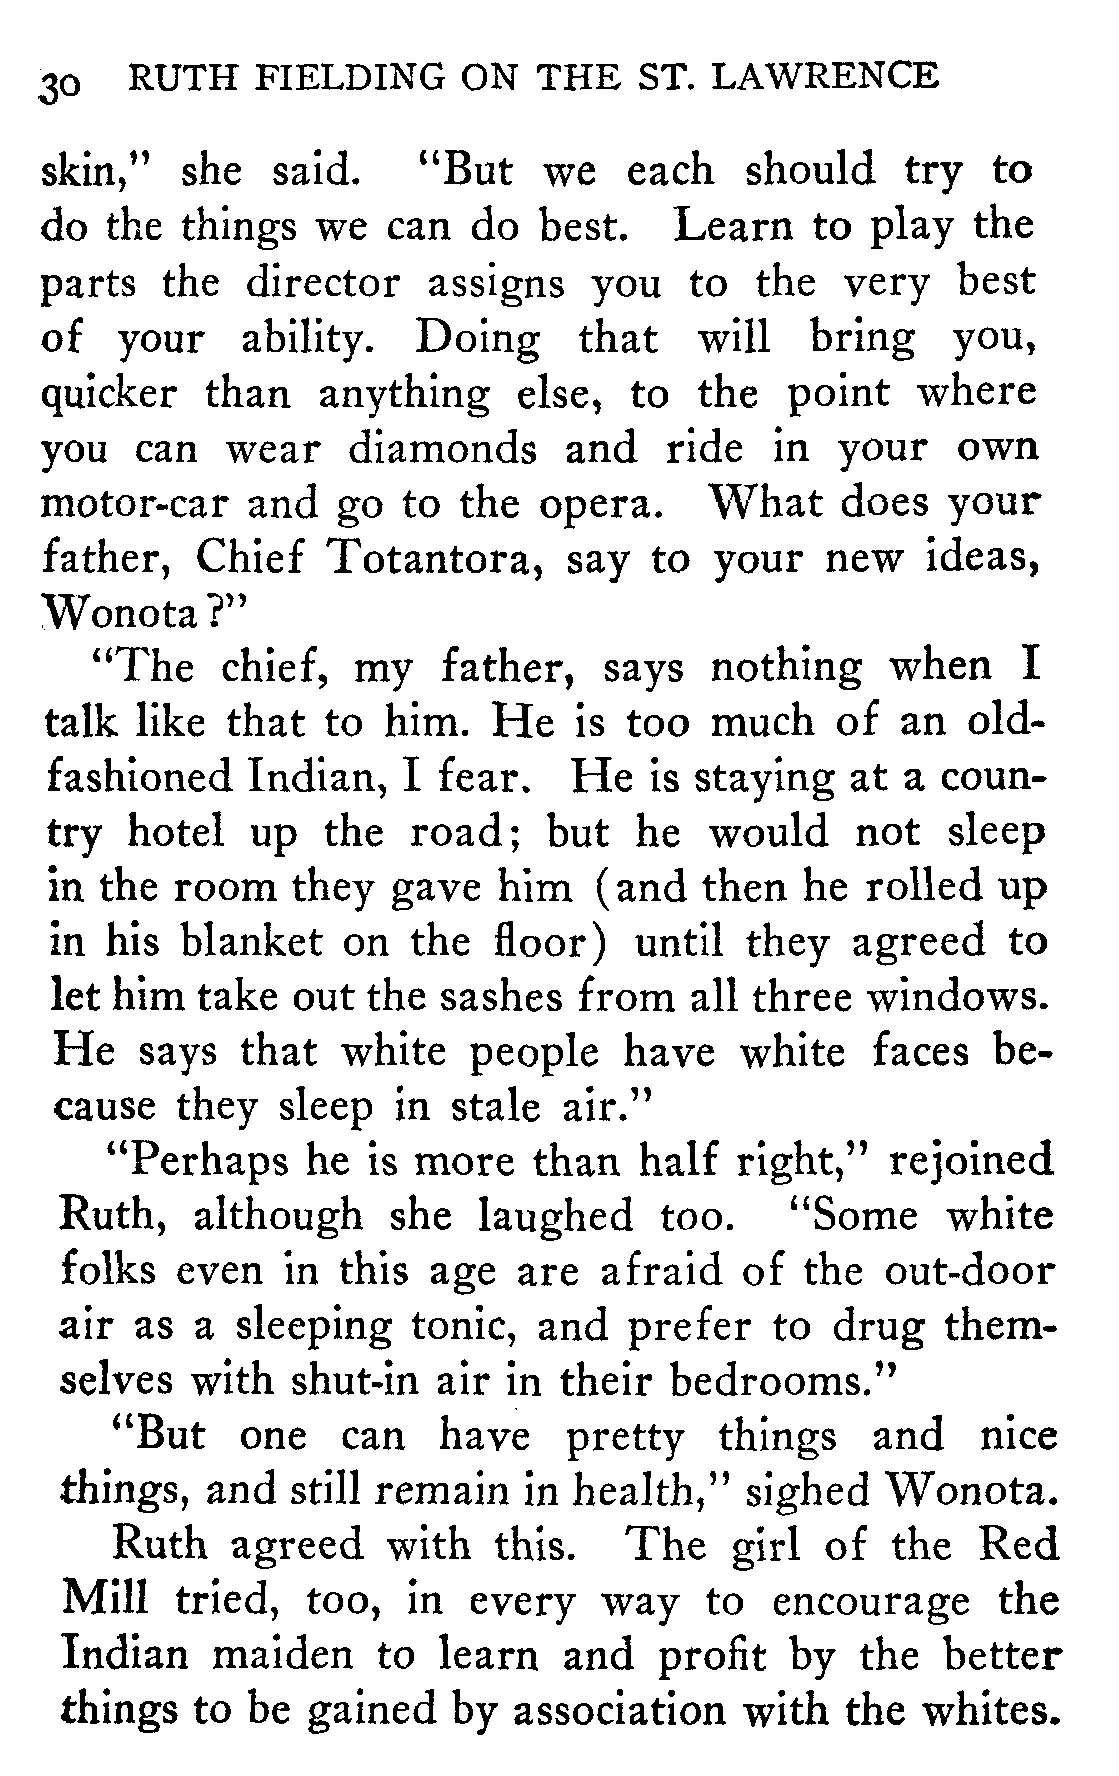 30 RUTH FIELDING ON THE ST. LAWRENCE
skin," she said. "But we each should try to
do the things we can do best. Learn to play the
parts the director assigns you to the very best
of your ability. Doing that will bring you,
quicker than anything else, to the point where
you can wear diamonds and ride in your own
motor-car and go to the opera. What does your
father, Chief Totantora, say to your new ideas,
Wonota?"
"The chief, my father, says nothing when I
talk like that to him. He is too much of an old-
fashioned Indian, I fear. He is staying at a coun-
try hotel up the road; but he would not sleep
in the room they gave him (and then he rolled up
in his blanket on the floor) until they agreed to
let him take out the sashes from all three windows.
He says that white people have white faces be-
cause they sleep in stale air."
"Perhaps he is more than half right," rejoined
Ruth, although she laughed too. "Some white
folks even in this age are afraid of the out-door
air as a sleeping tonic, and prefer to drug them-
selves with shut-in air in their bedrooms."
"But one can have pretty things and nice
things, and still remain in health," sighed Wonota.
Ruth agreed with this. The girl of the Red
Mill tried, too, in every way to encourage the
Indian maiden to learn and profit by the better
things to be gained by association with the whites.